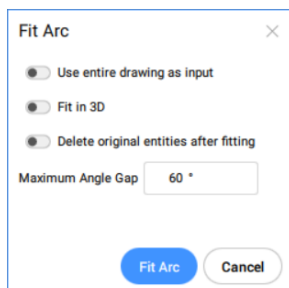 Fit Arc
Use entire drawing as input
Fit in 3D
Delete original entities after fitting
Maximum Angle Gap 60 °
Fit Arc Cancel